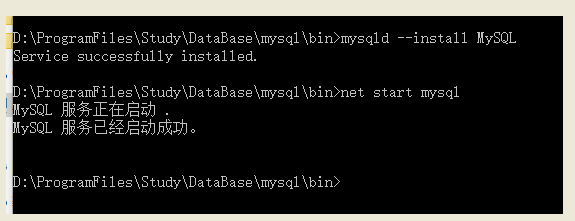 D:\ProgramFiles\Study\DataBase\mysql\bin>mysqld --install MySQL
Service successfully installed.
D:\ProgramFiles\Study\DataBase\mysql\bin>net start mysql
MySQL 服务正在启动 .
MySQL 服务已经启动成功。
D:\ProgramFiles\Study\DataBase\mysql\bin>